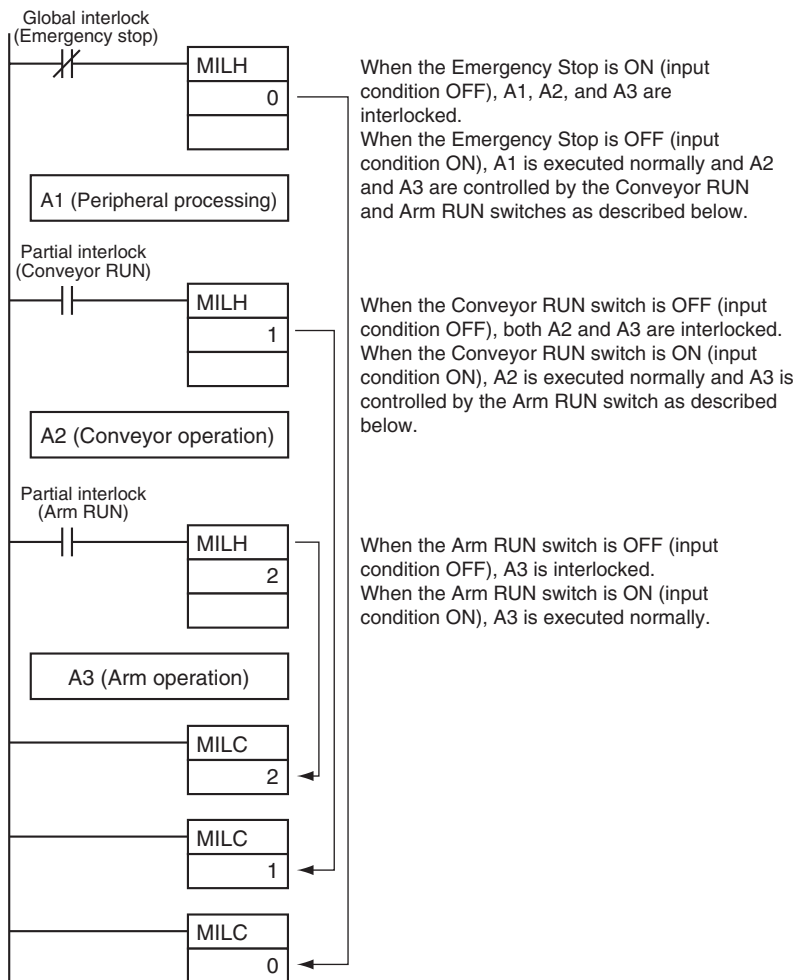 Global interlock
(Emergency stop)
MILH
0
When the Emergency Stop is ON (input
condition OFF), A1, A2, and A3 are
interlocked.
When the Emergency Stop is OFF (input
condition ON), A1 is executed normally and A2
and A3 are controlled by the Conveyor RUN
and Arm RUN switches as described below.
A1 (Peripheral processing)
Partial interlock
(Conveyor RUN)
MILH
1
When the Conveyor RUN switch is OFF (input
condition OFF), both A2 and A3 are interlocked.
When the Conveyor RUN switch is ON (input
condition ON), A2 is executed normally and A3 is
controlled by the Arm RUN switch as described
below.
A2 (Conveyor operation)
Partial interlock
(Arm RUN)
MILH
2
When the Arm RUN switch is OFF (input
condition OFF), A3 is interlocked.
When the Arm RUN switch is ON (input
condition ON), A3 is executed normally.
A3 (Arm operation)
MILC
2
MILC
1
MILC
0